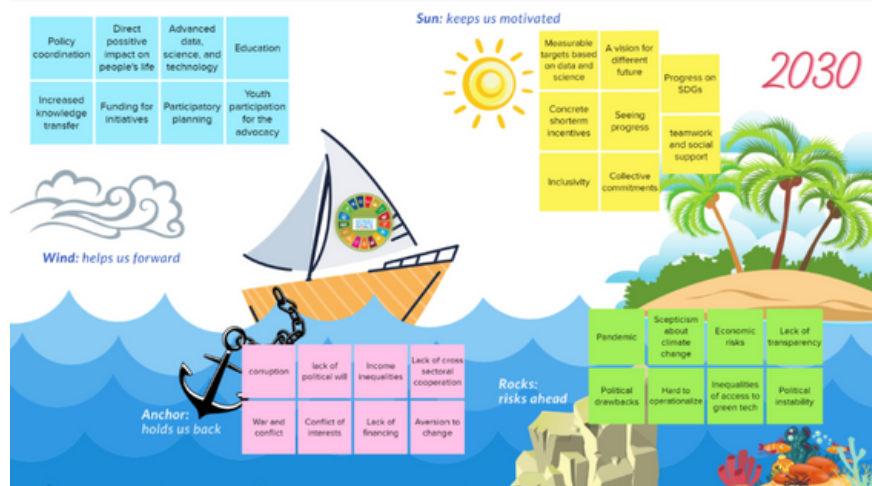 Sun: keeps us motivated
Policy
coordination
Direct
possitive
impact on
people's life
Advanced
data,
science, and
technology
Education
Increased
knowledge
transfer
Funding for
initiatives
Participatory
planning
Youth
participation
for the
advocacy
Measurable
targets based
on data and
science
A vision for
different
future
Progress on
SDGs
Concrete
shorterm
incentives
Seeing
progress
teamwork
and social
support
Inclusivity
Collective
commitments
2030
Wind: helps us forward
Anchor:
holds us back
corruption
lack of
political will
Income
inequalities
Lack of cross
sectoral
cooperation
War and
conflict
Conflict of
interests
Lack of
financing
Aversion to
change
Rocks:
risks ahead
Pandemic
Scepticism
about
climate
change
Economic
risks
Lack of
transparency
Political
drawbacks
Hard to
operationalize
Inequalities
of access to
green tech
Political
instability